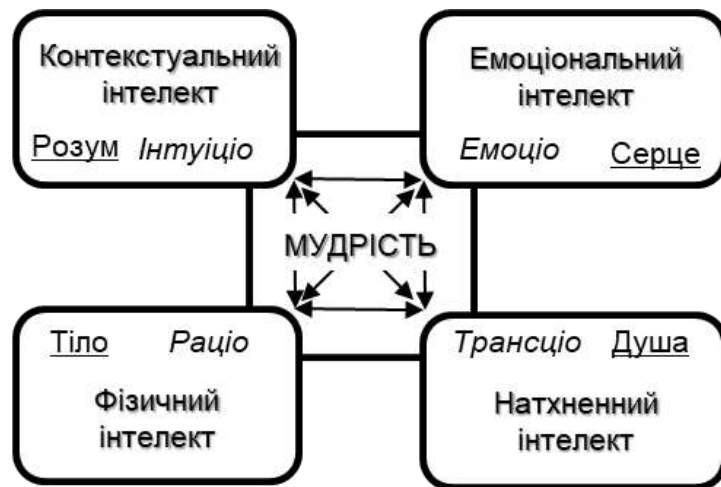 Контекстуальний
інтелект
Розум Інтуіціо
Емоціональний
інтелект
Емоціо Серце
МУДРІСТЬ
Тіло Раціо
Фізичний
інтелект
Трансціо Душа
Натхненний
інтелект